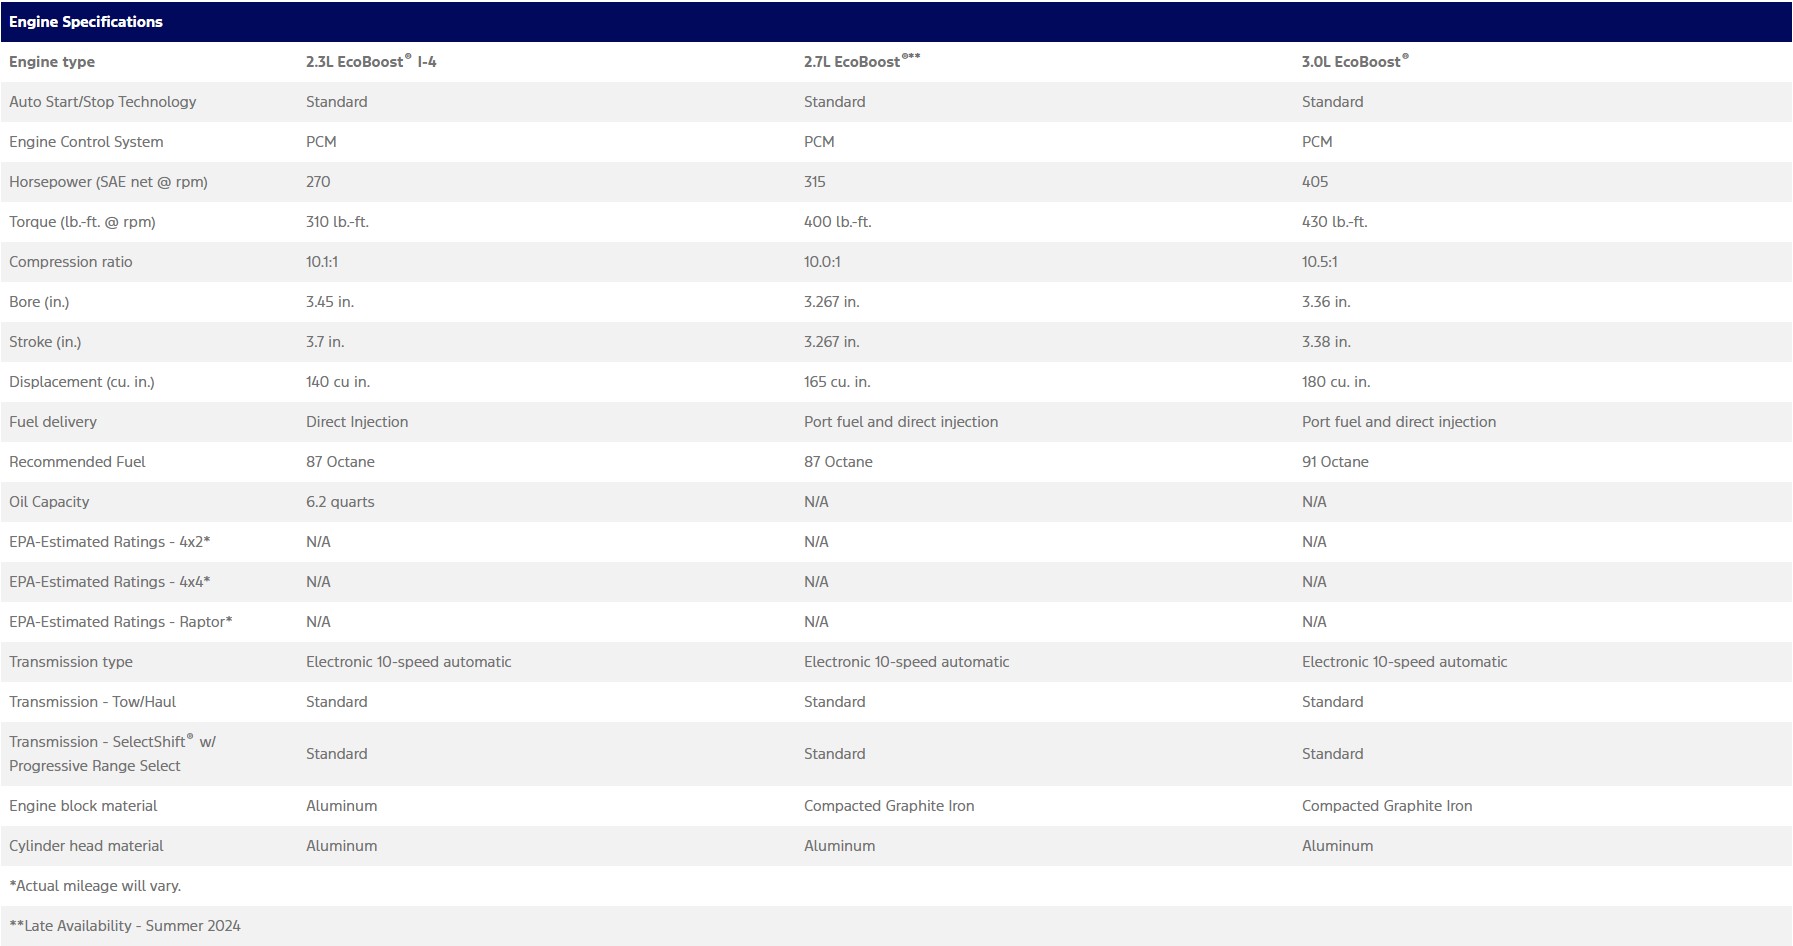 Engine Specifications
Engine type 2.3L EcoBoost® I-4 2.7L EcoBoost®** 3.0L EcoBoost®
Auto Start/Stop Technology Standard Standard Standard
Engine Control System PCM PCM PCM
Horsepower (SAE net @ rpm) 270 315 405
Torque (lb.-ft. @ rpm) 310 lb.-ft. 400 lb.-ft. 430 lb.-ft.
Compression ratio 10.1:1 10.0:1 10.5:1
Bore (in.) 3.45 in. 3.267 in. 3.36 in.
Stroke (in.) 3.7 in. 3.267 in. 3.38 in.
Displacement (cu. in.) 140 cu in. 165 cu. in. 180 cu. in.
Fuel delivery Direct Injection Port fuel and direct injection Port fuel and direct injection
Recommended Fuel 87 Octane 87 Octane 91 Octane
Oil Capacity 6.2 quarts N/A N/A
EPA-Estimated Ratings - 4x2* N/A N/A N/A
EPA-Estimated Ratings - 4x4* N/A N/A N/A
EPA-Estimated Ratings - Raptor* N/A N/A N/A
Transmission type Electronic 10-speed automatic Electronic 10-speed automatic Electronic 10-speed automatic
Transmission - Tow/Haul Standard Standard Standard
Transmission - SelectShift® w/
Progressive Range Select Standard Standard Standard
Engine block material Aluminum Compacted Graphite Iron Compacted Graphite Iron
Cylinder head material Aluminum Aluminum Aluminum
*Actual mileage will vary.
**Late Availability - Summer 2024